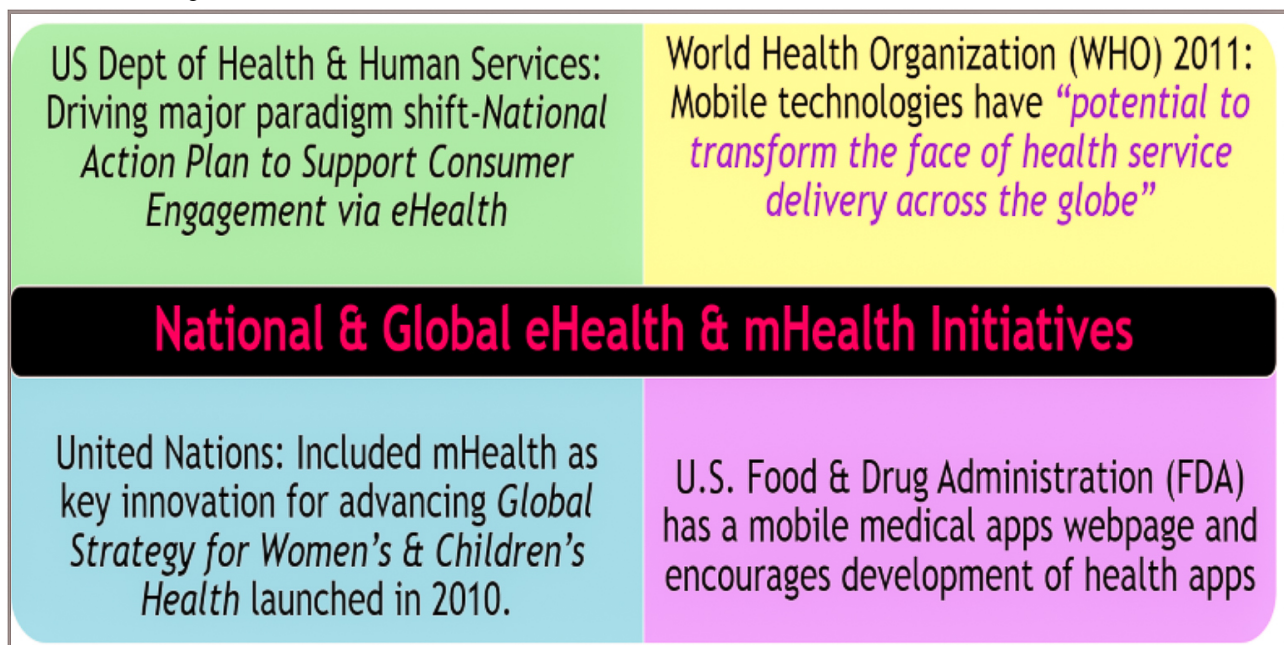 US Dept of Health & Human Services:
Driving major paradigm shift-National
Action Plan to Support Consumer
Engagement via eHealth
World Health Organization (WHO) 2011:
Mobile technologies have “potential to
transform the face of health service
delivery across the globe”
National & Global eHealth & mHealth Initiatives
United Nations: Included mHealth as
key innovation for advancing Global
Strategy for Women’s & Children’s
Health launched in 2010.
U.S. Food & Drug Administration (FDA)
has a mobile medical apps webpage and
encourages development of health apps